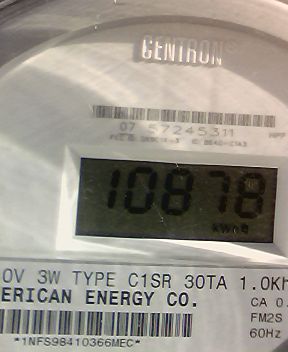 CENTRON®
07 57245311
10878
kWh
0V 3W TYPE C1SR 30TA 1.0Kh
ERICAN ENERGY CO.
CA 0.
FM2S
60Hz
*1NFS98410366MEC*